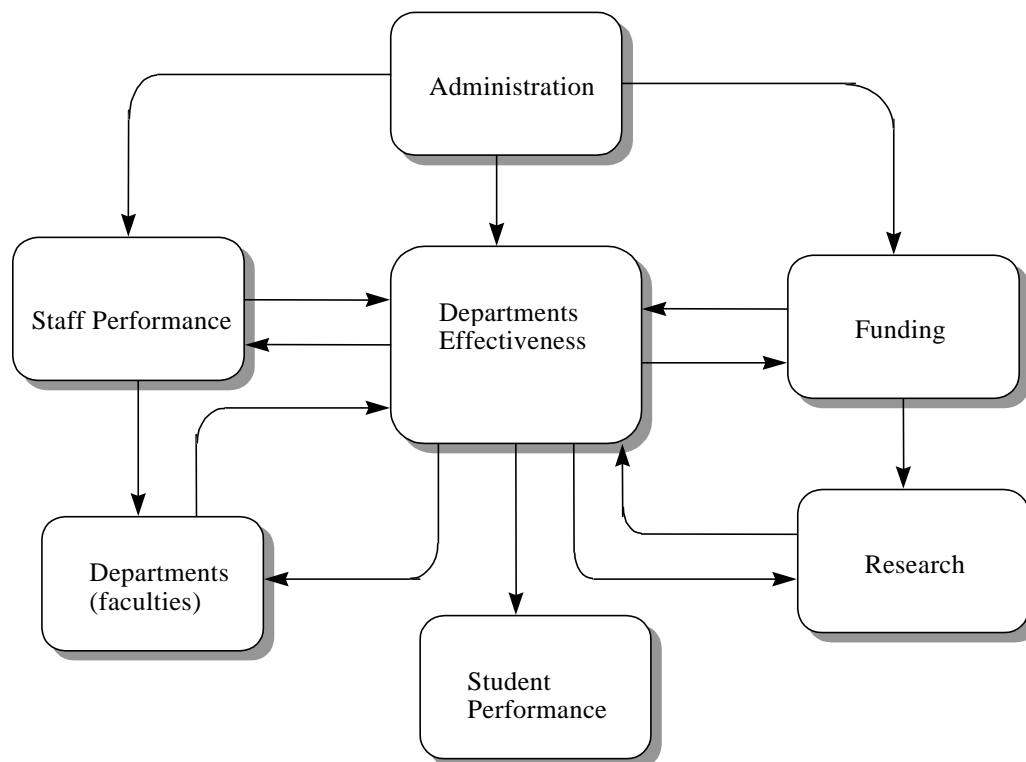 Administration
Staff Performance
Departments
Effectiveness
Funding
Departments
(faculties)
Research
Student
Performance